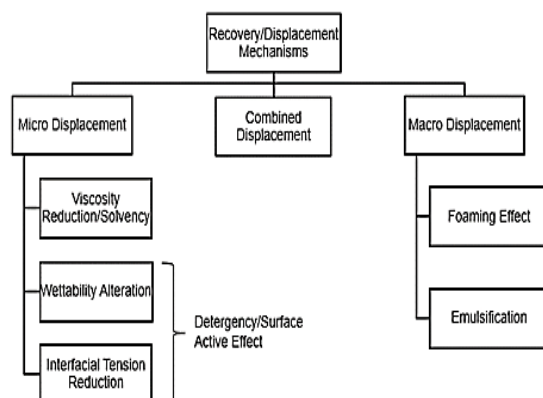 Recovery/Displacement
Mechanisms
Micro Displacement
Combined
Displacement
Macro Displacement
Viscosity
Reduction/Solvency
Wettability Alteration
Interfacial Tension
Reduction
Detergency/Surface
Active Effect
Foaming Effect
Emulsification